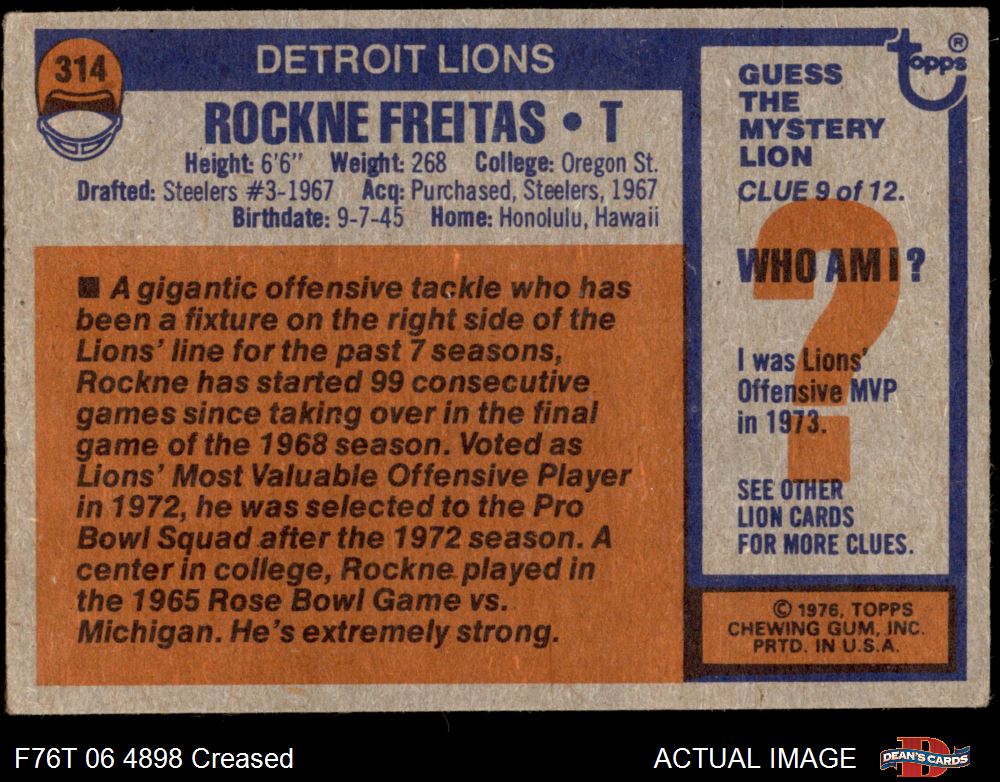 314
DETROIT LIONS
ROCKNE FREITAS • T
Height: 6'6" Weight: 268 College: Oregon St.
Drafted: Steelers #3-1967 Acq: Purchased, Steelers, 1967
Birthdate: 9-7-45 Home: Honolulu, Hawaii
■ A gigantic offensive tackle who has
been a fixture on the right side of the
Lions' line for the past 7 seasons,
Rockne has started 99 consecutive
games since taking over in the final
game of the 1968 season. Voted as
Lions' Most Valuable Offensive Player
in 1972, he was selected to the Pro
Bowl Squad after the 1972 season. A
center in college, Rockne played in
the 1965 Rose Bowl Game vs.
Michigan. He's extremely strong.
topps®
GUESS
THE
MYSTERY
LION
CLUE 9 of 12.
?
WHO AM I?
I was Lions'
Offensive MVP
in 1973.
SEE OTHER
LION CARDS
FOR MORE CLUES.
© 1976, TOPPS
CHEWING GUM, INC.
PRTD. IN U.S.A.
F76T 06 4898 Creased
ACTUAL IMAGE
DEAN'S CARDS